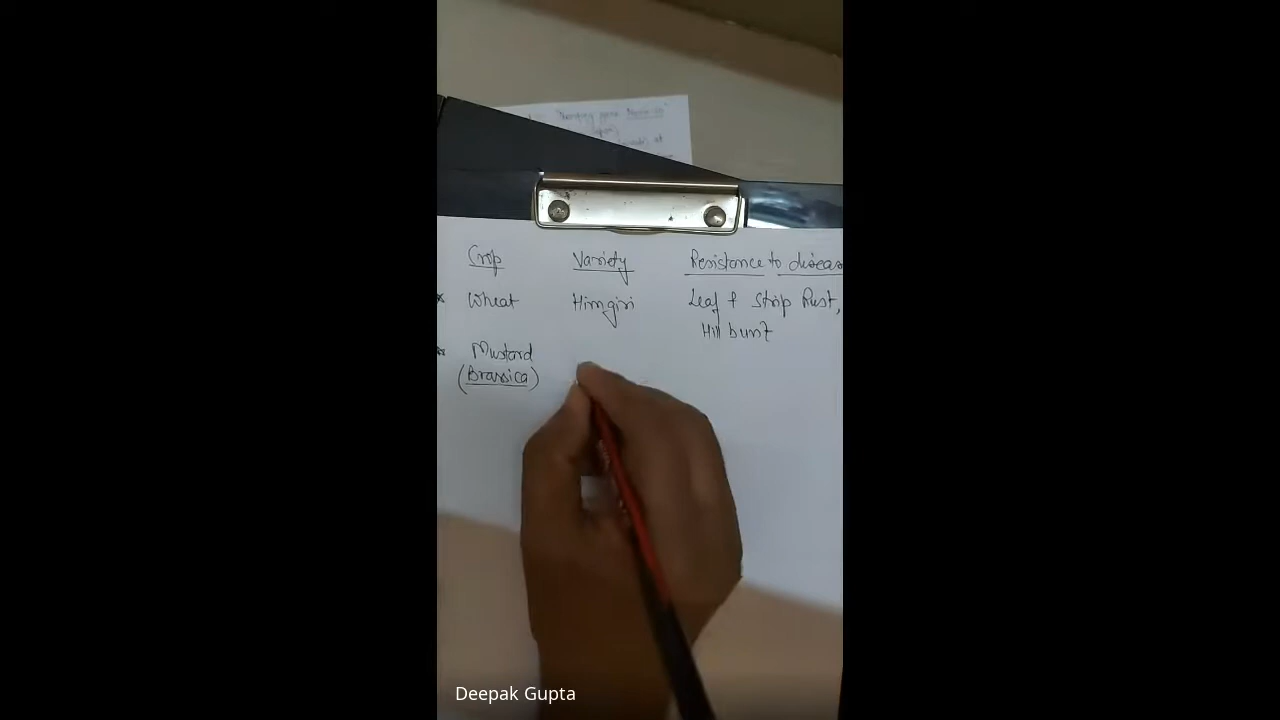 Crop Variety Resistance to diseas
Wheat Himgiri Leaf & Strip Rust,
Hill bunt
Mustard
(Brassica)
Deepak Gupta